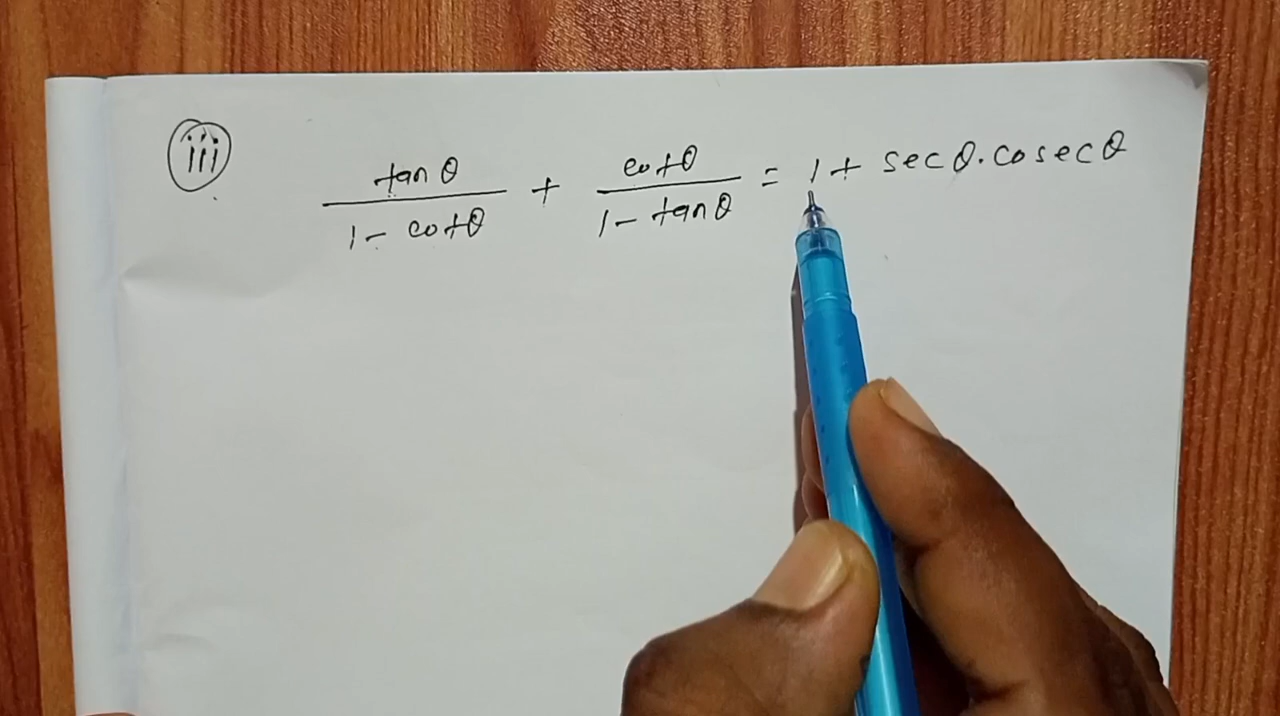 iii
tanθ / 1 - cotθ + cotθ / 1 - tanθ = 1 + secθ.cosecθ